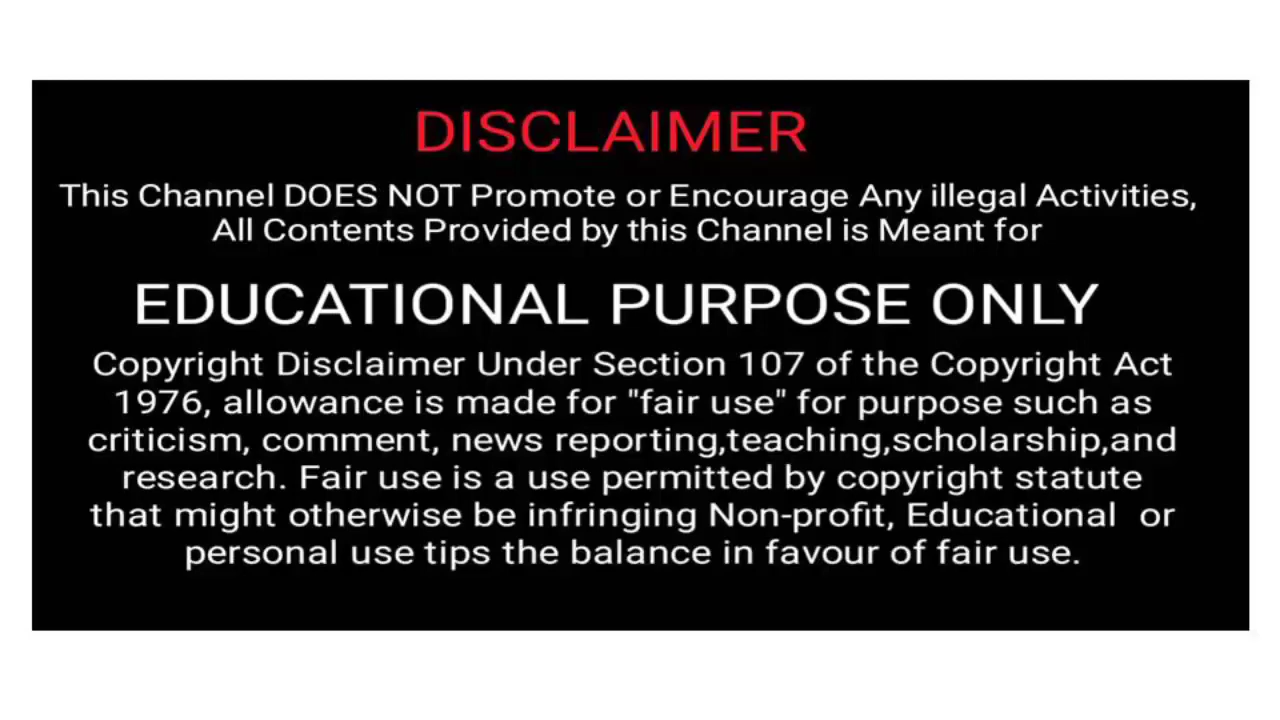 DISCLAIMER
This Channel DOES NOT Promote or Encourage Any illegal Activities,
All Contents Provided by this Channel is Meant for
EDUCATIONAL PURPOSE ONLY
Copyright Disclaimer Under Section 107 of the Copyright Act
1976, allowance is made for "fair use" for purpose such as
criticism, comment, news reporting,teaching,scholarship,and
research. Fair use is a use permitted by copyright statute
that might otherwise be infringing Non-profit, Educational  or
personal use tips the balance in favour of fair use.